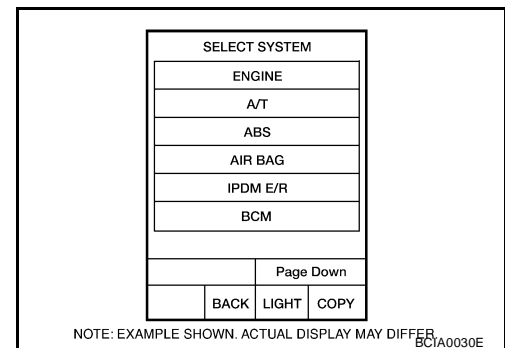 SELECT SYSTEM
ENGINE
A/T
ABS
AIR BAG
IPDM E/R
BCM
Page Down
BACK LIGHT COPY
NOTE: EXAMPLE SHOWN. ACTUAL DISPLAY MAY DIFFER.
BCIA0030E